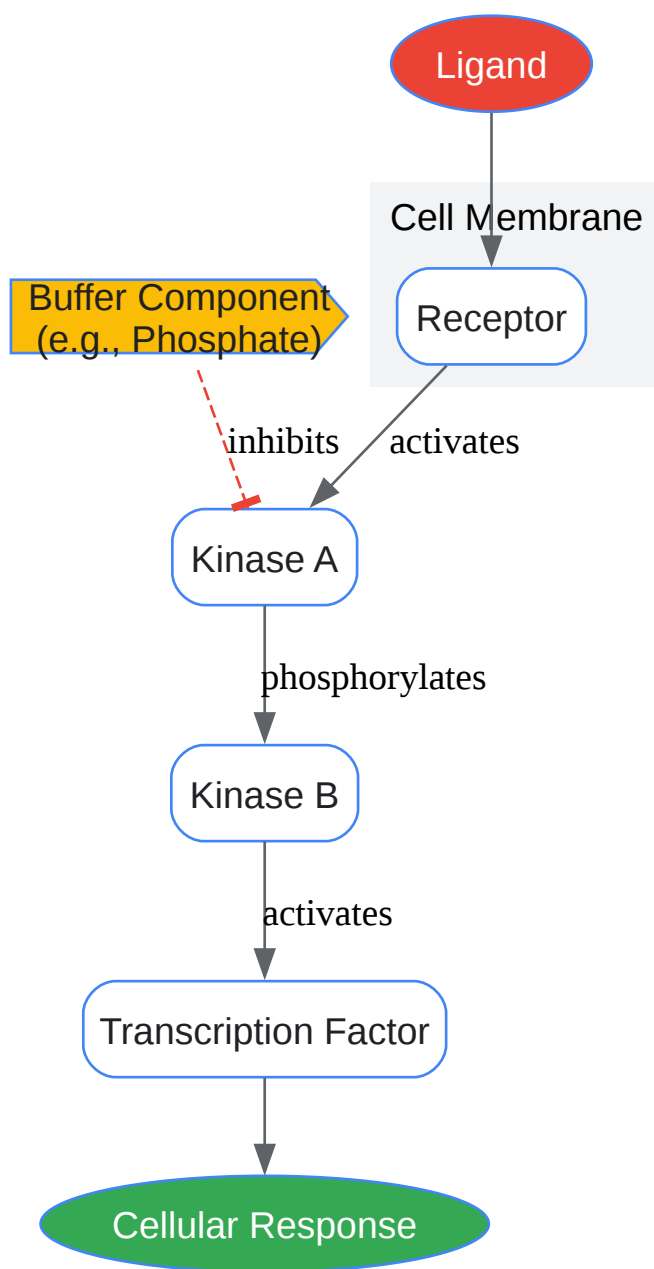 Ligand
Cell Membrane
Buffer Component
(e.g., Phosphate)
Receptor
inhibits
activates
Kinase A
phosphorylates
Kinase B
activates
Transcription Factor
Cellular Response